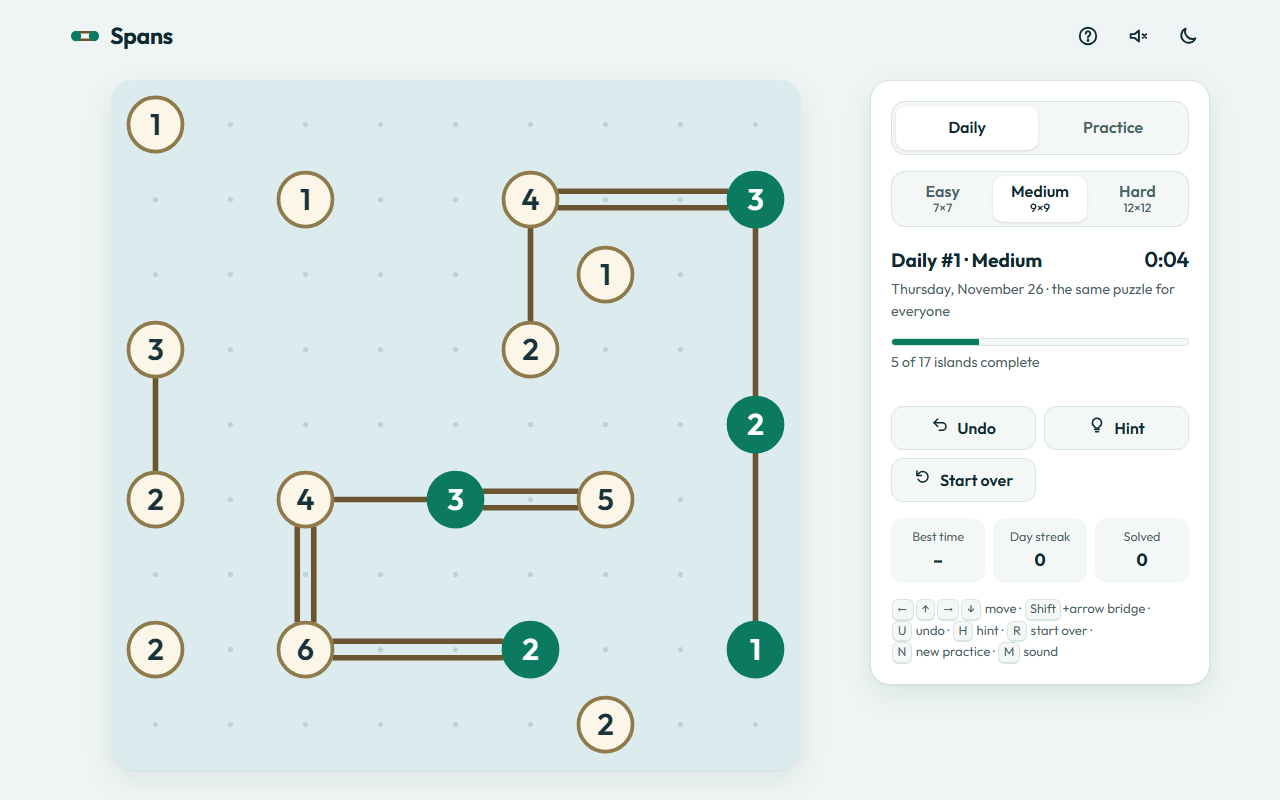 Spans
1
1 4 3
1
3 2
2
2 4 3 5
2 6 2 1
2
Daily Practice
Easy Medium Hard
7×7 9×9 12×12
Daily #1 · Medium 0:04
Thursday, November 26 · the same puzzle for
everyone
5 of 17 islands complete
Undo Hint
Start over
Best time Day streak Solved
– 0 0
← ↑ → ↓ move · Shift +arrow bridge ·
U undo · H hint · R start over ·
N new practice · M sound